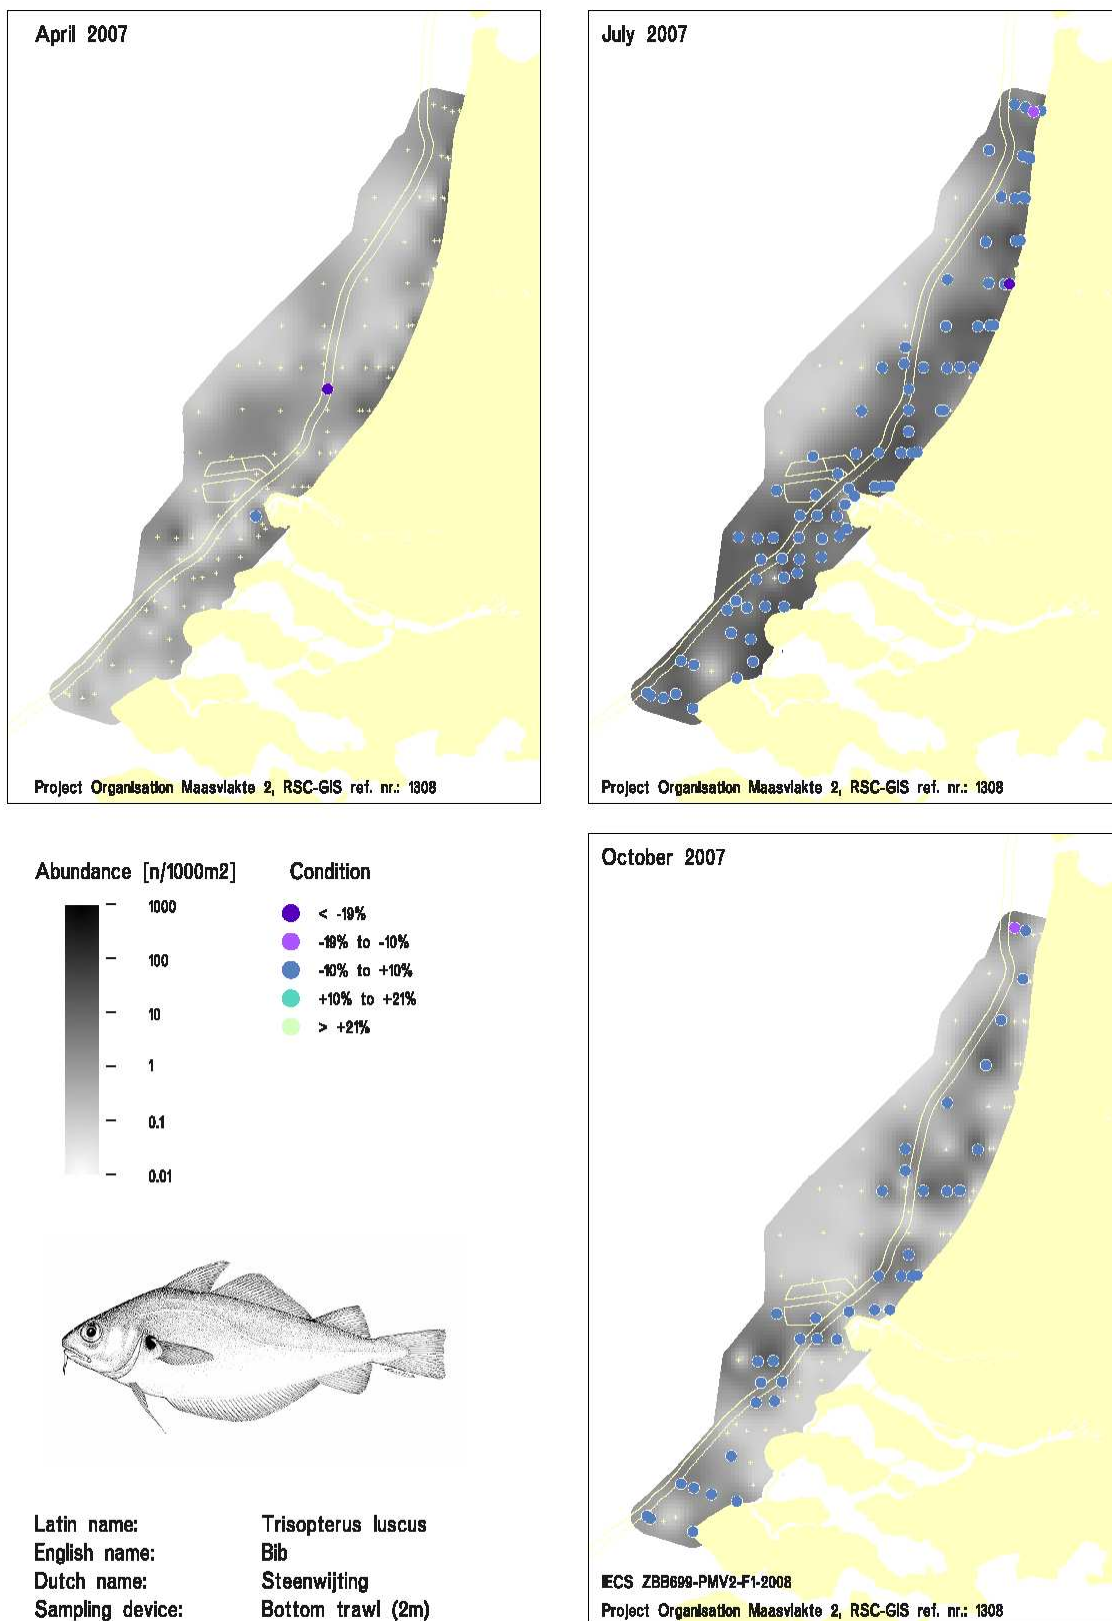 April 2007
Project Organisation Maasvlakte 2, RSC-GIS ref. nr.: 1308
July 2007
Project Organisation Maasvlakte 2, RSC-GIS ref. nr.: 1308
Abundance [n/1000m2]
1000
100
10
1
0.1
0.01
Condition
< -19%
-19% to -10%
-10% to +10%
+10% to +21%
> +21%
Latin name: Trisopterus luscus
English name: Bib
Dutch name: Steenwijting
Sampling device: Bottom trawl (2m)
October 2007
IECS ZBB699-PMV2-F1-2008
Project Organisation Maasvlakte 2, RSC-GIS ref. nr.: 1308